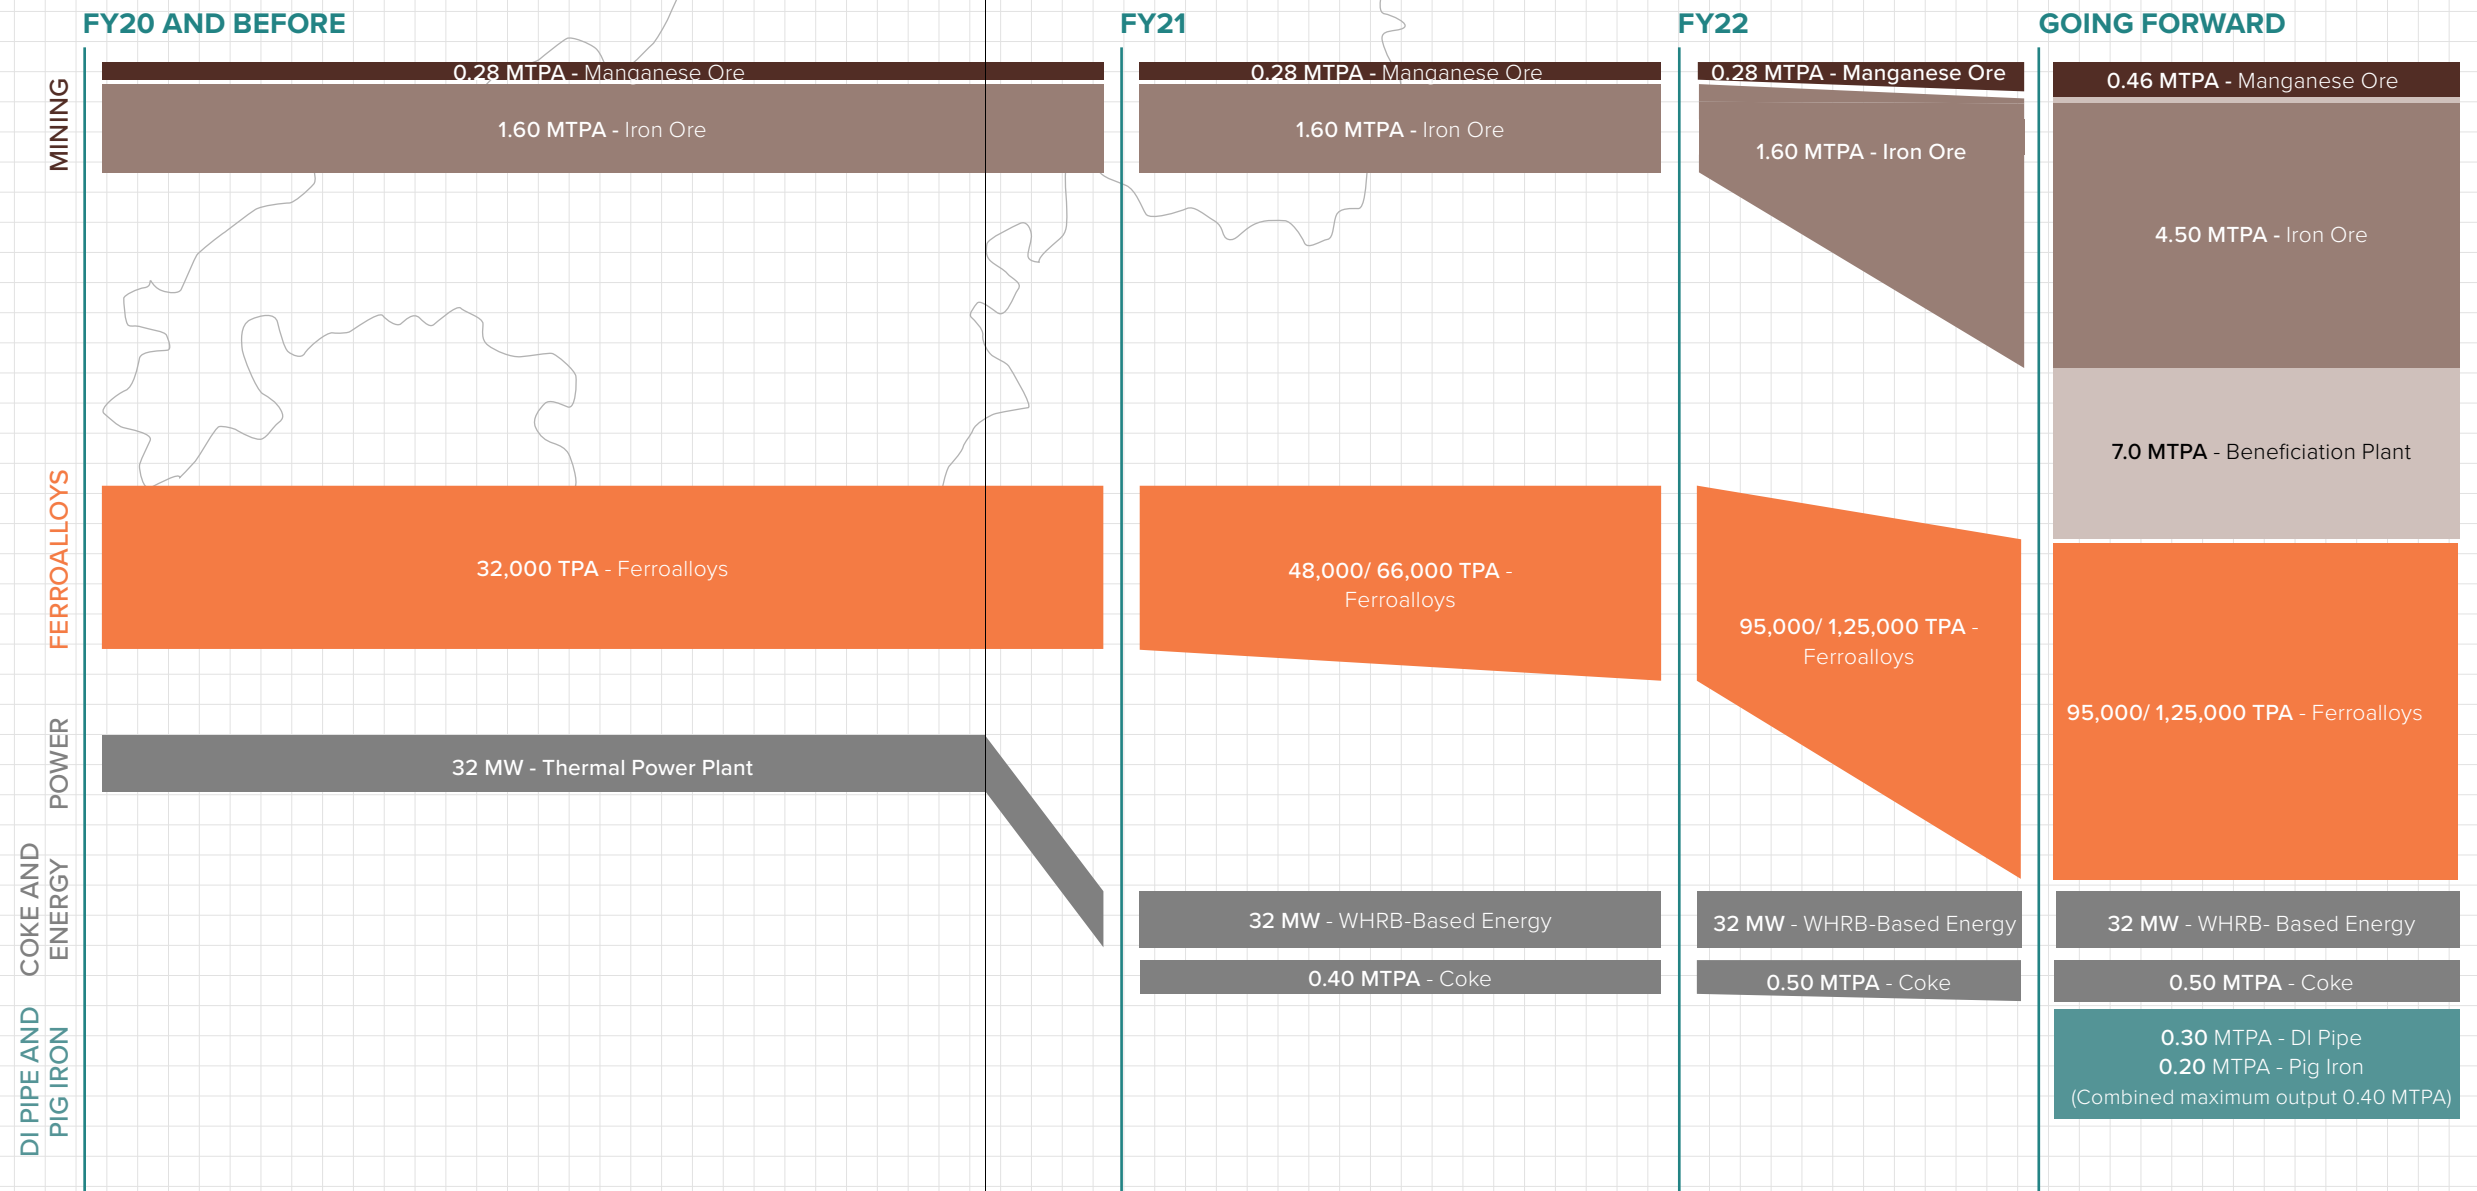 FY20 AND BEFORE
FY21
FY22
GOING FORWARD
MINING
0.28 MTPA - Manganese Ore
0.28 MTPA - Manganese Ore
0.28 MTPA - Manganese Ore
0.46 MTPA - Manganese Ore
1.60 MTPA - Iron Ore
1.60 MTPA - Iron Ore
1.60 MTPA - Iron Ore
4.50 MTPA - Iron Ore
7.0 MTPA - Beneficiation Plant
FERROALLOYS
32,000 TPA - Ferroalloys
48,000/ 66,000 TPA -
Ferroalloys
95,000/ 1,25,000 TPA -
Ferroalloys
95,000/ 1,25,000 TPA - Ferroalloys
POWER
32 MW - Thermal Power Plant
COKE AND
ENERGY
32 MW - WHRB-Based Energy
32 MW - WHRB-Based Energy
32 MW - WHRB- Based Energy
0.40 MTPA - Coke
0.50 MTPA - Coke
0.50 MTPA - Coke
DI PIPE AND
PIG IRON
0.30 MTPA - DI Pipe
0.20 MTPA - Pig Iron
(Combined maximum output 0.40 MTPA)